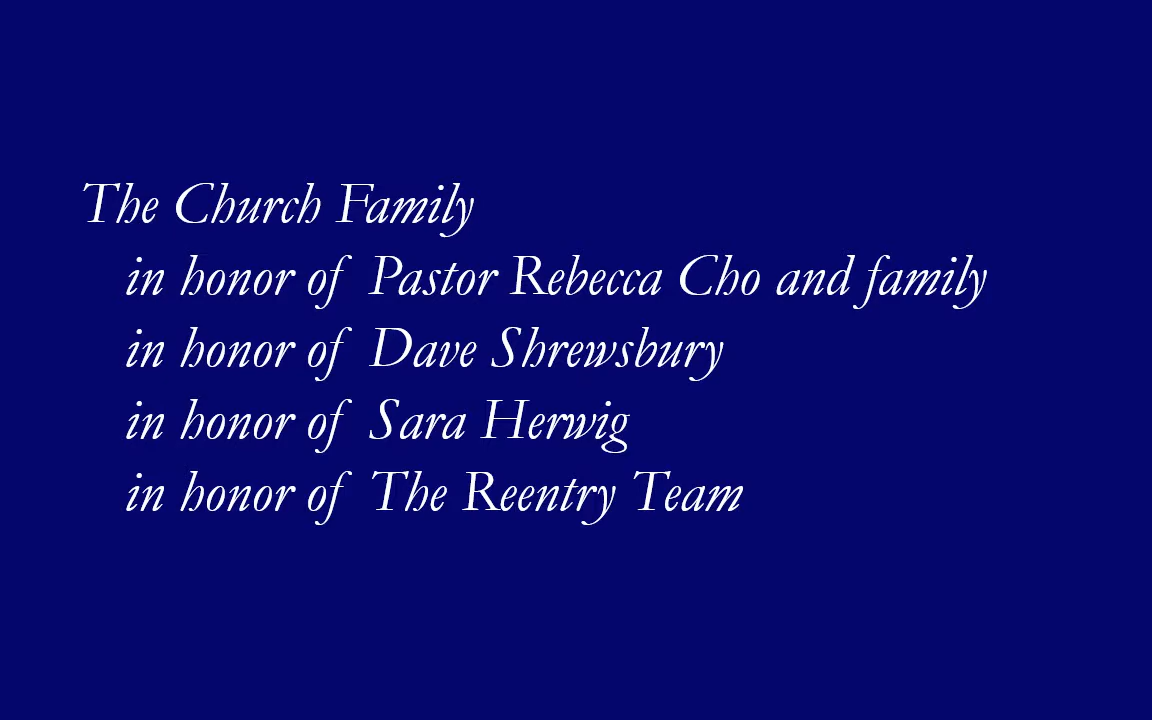 The Church Family
in honor of Pastor Rebecca Cho and family
in honor of Dave Shrewsbury
in honor of Sara Herwig
in honor of The Reentry Team